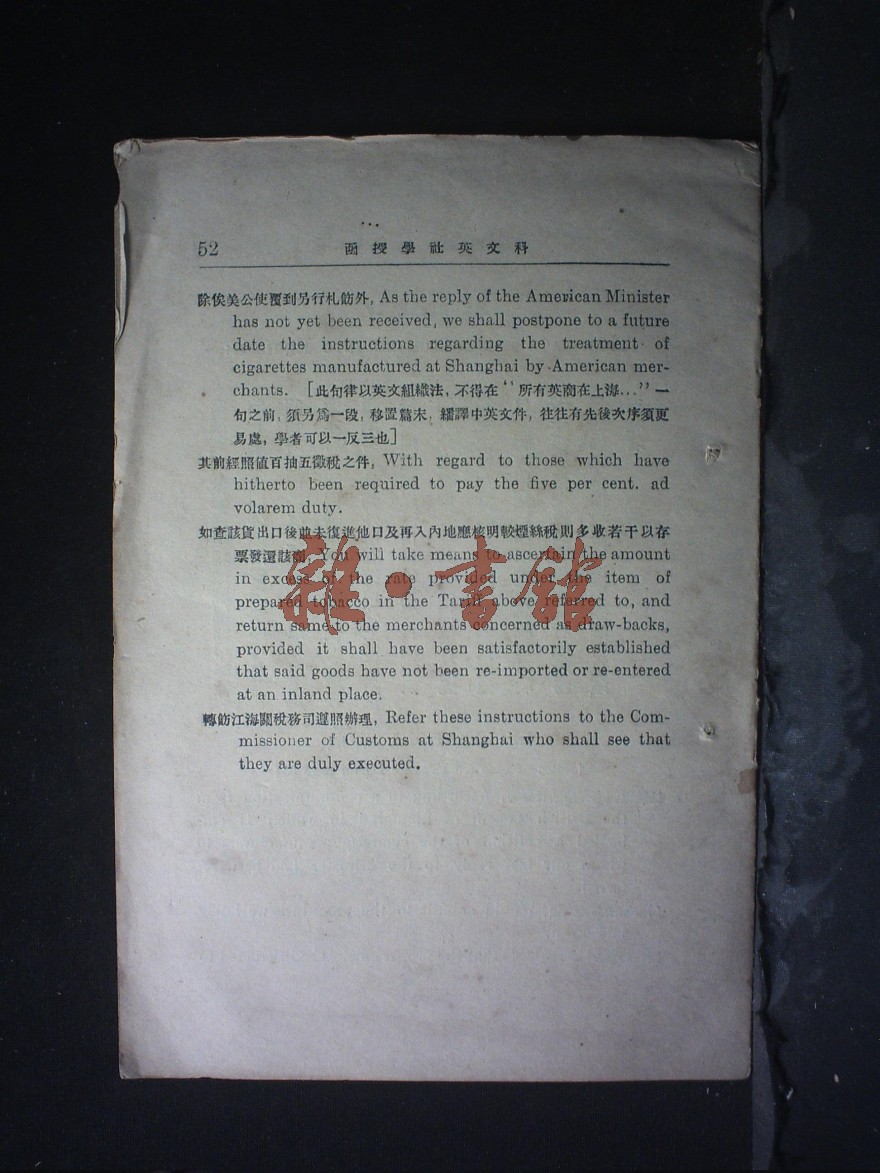 52 函授學社英文科
除俟美公使覆到另行札飭外, As the reply of the American Minister
has not yet been received, we shall postpone to a future
date the instructions regarding the treatment of
cigarettes manufactured at Shanghai by American mer-
chants. [此句律以英文組織法, 不得在“所有英商在上海...”一
句之前, 須另爲一段, 移置篇末, 繙譯中英文件, 往往有先後次序須更
易處, 學者可以一反三也]
其前經照值百抽五徵稅之件, With regard to those which have
hitherto been required to pay the five per cent. ad
volarem duty.
如查該貨出口後並未復進他口及再入內地應核明較煙絲稅則多收若干以存
票發還該商 You will take means to ascertain the amount
in excess of the rate provided under the item of
prepared tobacco in the Tariff above referred to, and
return same to the merchants concerned as draw-backs,
provided it shall have been satisfactorily established
that said goods have not been re-imported or re-entered
at an inland place.
轉飭江海關稅務司遵照辦理, Refer these instructions to the Com-
missioner of Customs at Shanghai who shall see that
they are duly executed.
雜·書館